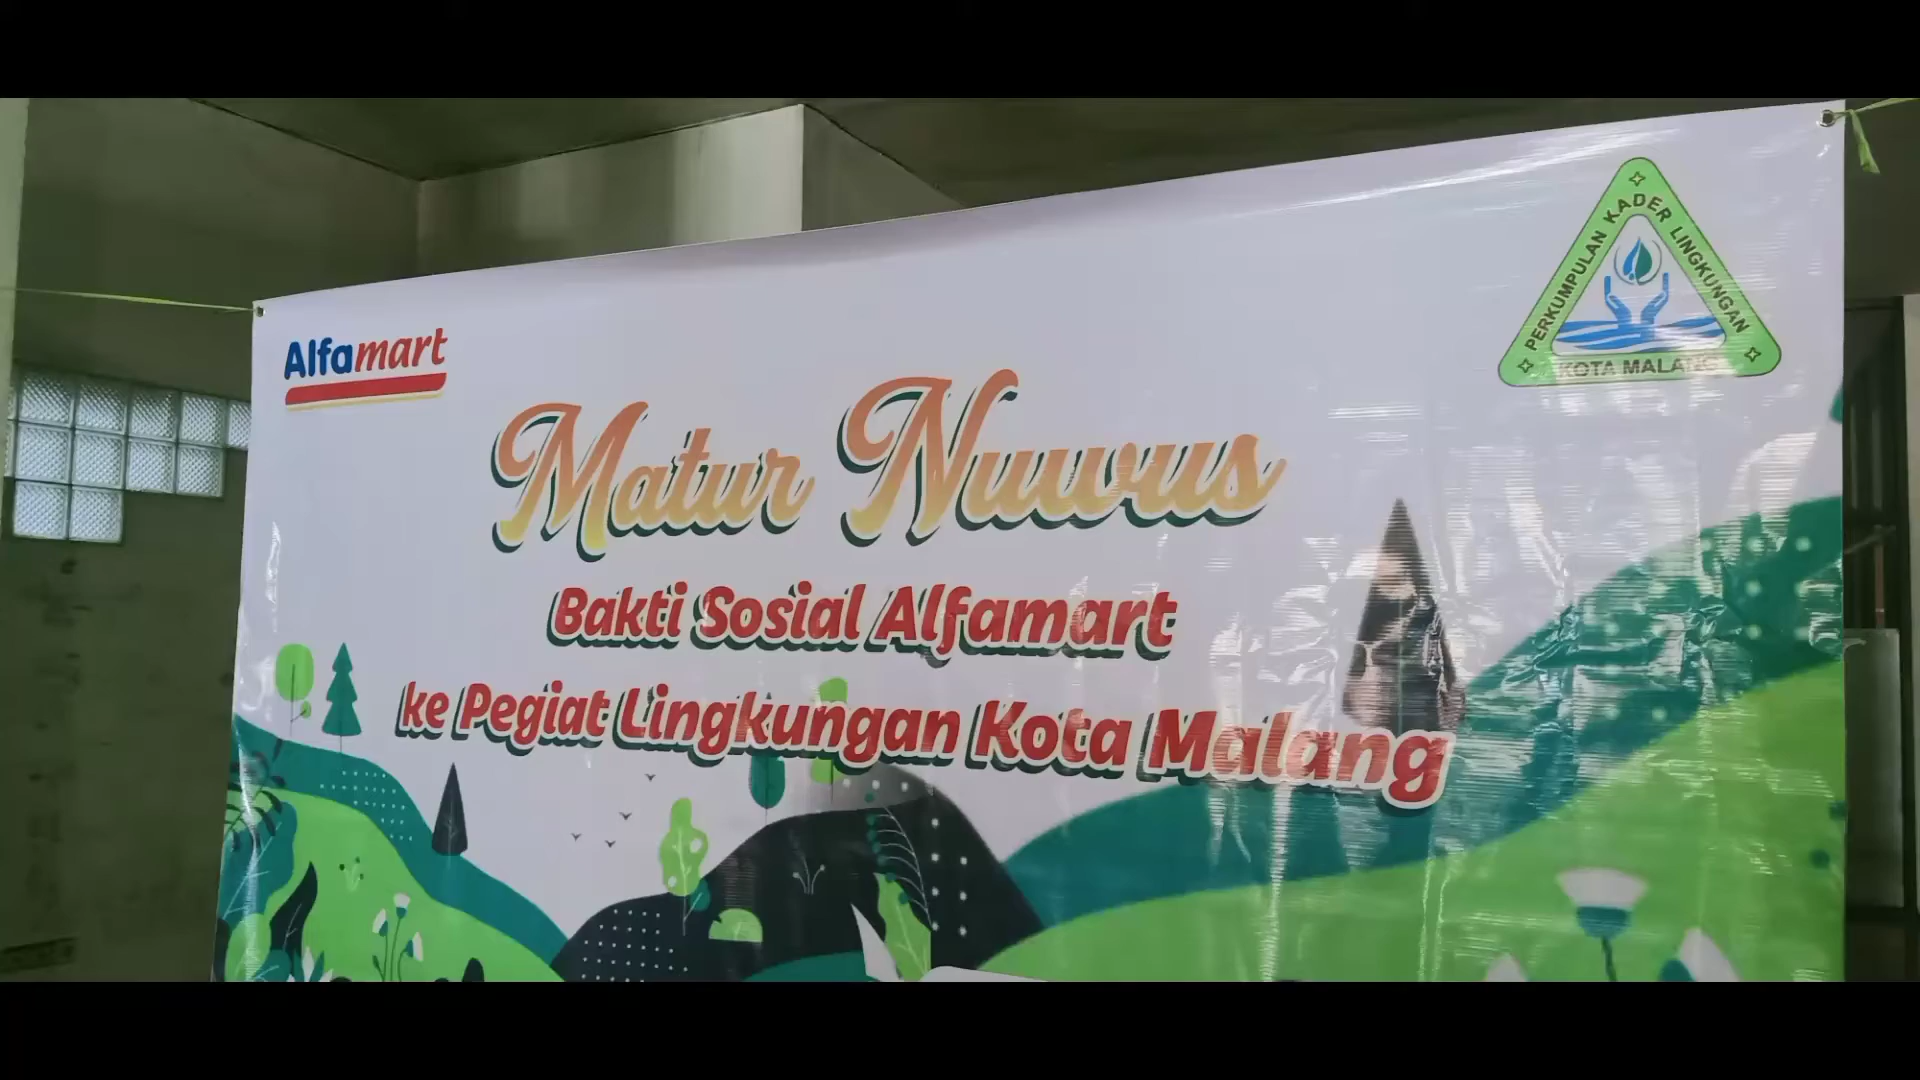 Alfamart
PERKUMPULAN KADER LINGKUNGAN
KOTA MALANG
Matur Nuwus
Bakti Sosial Alfamart
ke Pegiat Lingkungan Kota Malang